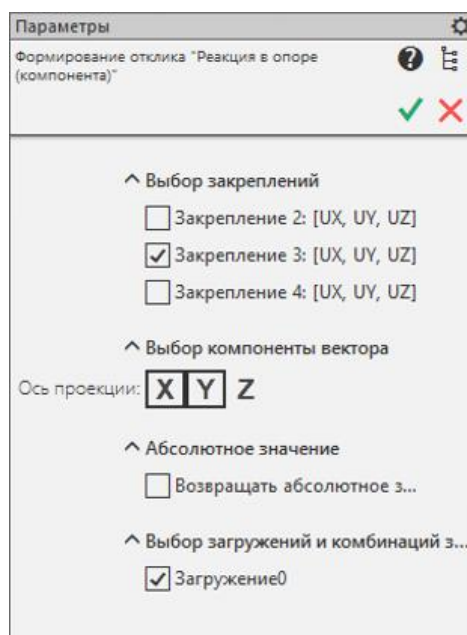 Параметры
Формирование отклика "Реакция в опоре
(компонента)"
Выбор закреплений
Закрепление 2: [UX, UY, UZ]
Закрепление 3: [UX, UY, UZ]
Закрепление 4: [UX, UY, UZ]
Выбор компоненты вектора
Ось проекции: X Y Z
Абсолютное значение
Возвращать абсолютное з...
Выбор загружений и комбинаций з...
Загружение0